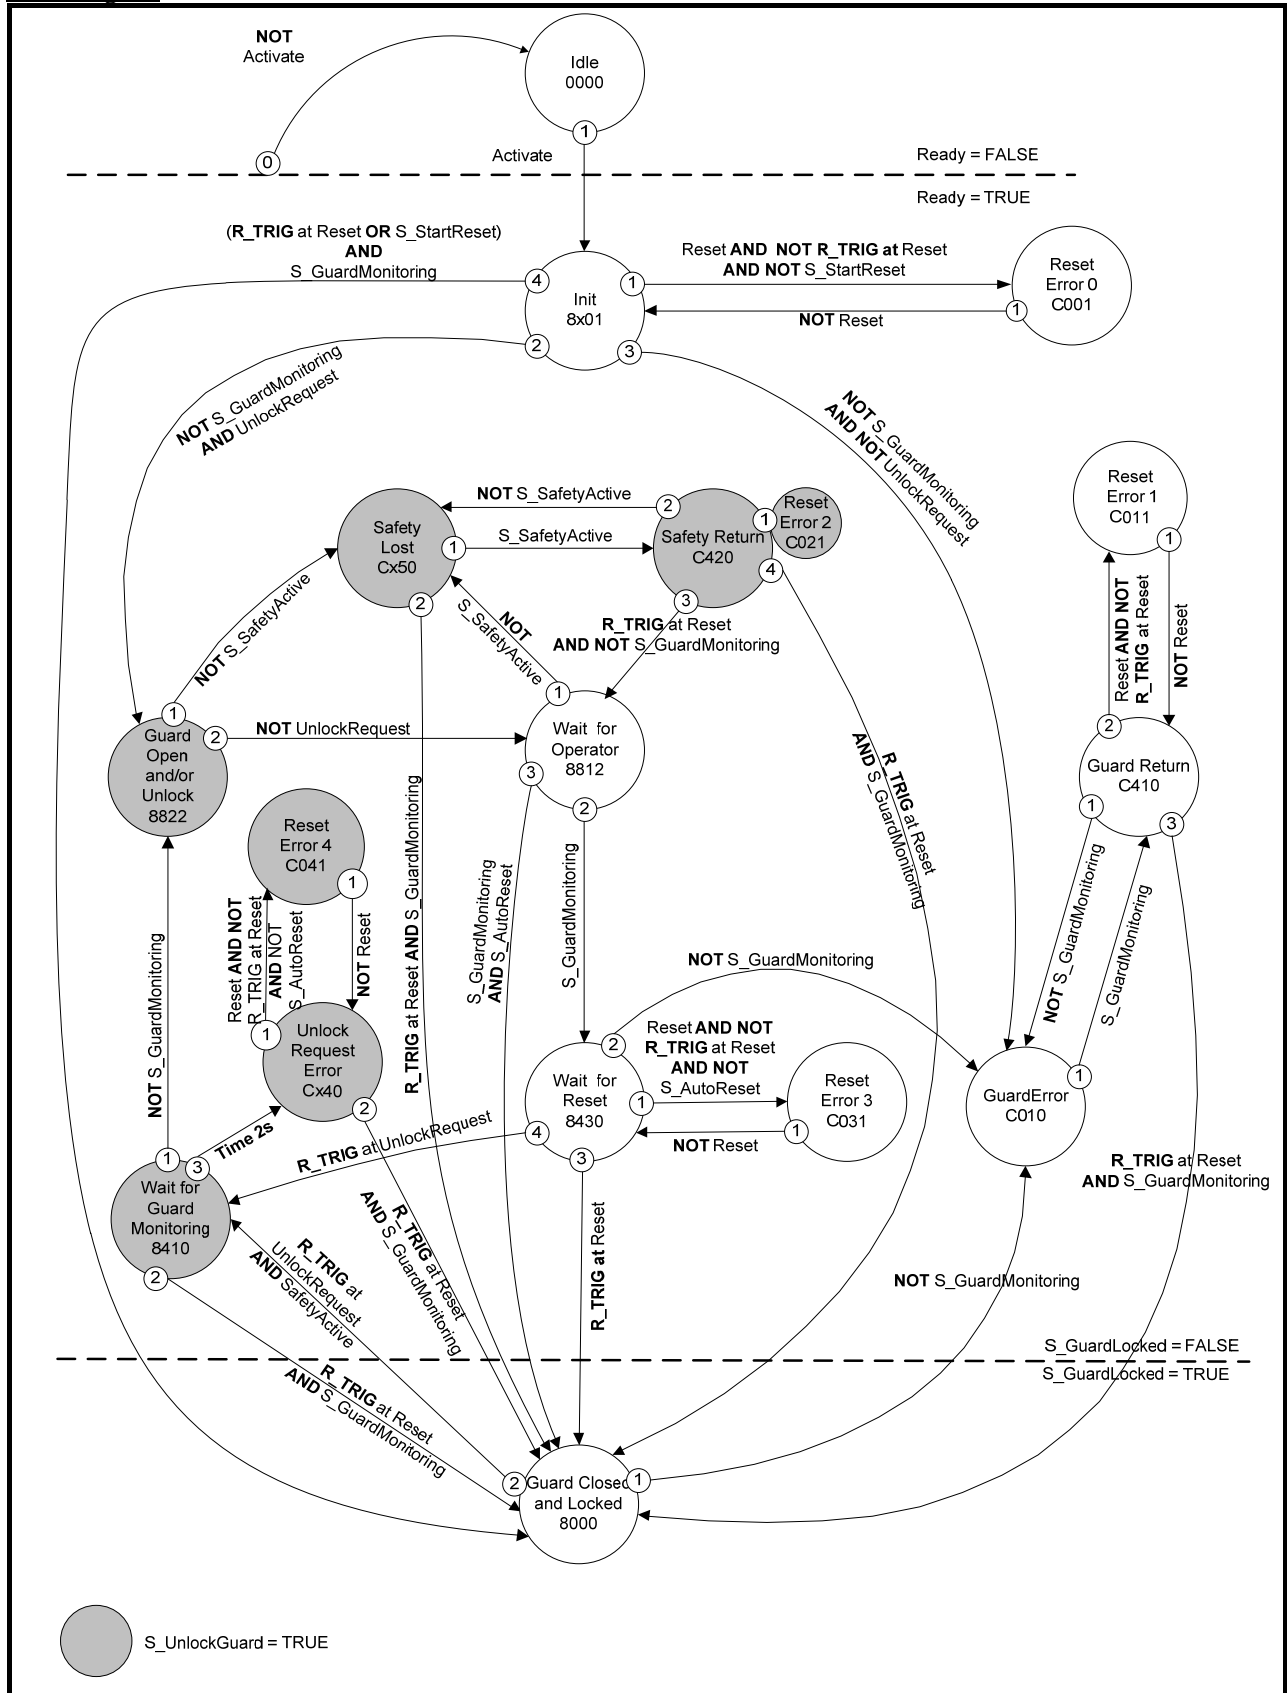 NOT
Activate
Idle
0000
1
0
Activate
Ready = FALSE
Ready = TRUE
(R_TRIG at Reset OR S_StartReset)
AND
S_GuardMonitoring
4
Init
8x01
1
2
3
Reset AND NOT R_TRIG at Reset
AND NOT S_StartReset
NOT Reset
Reset
Error 0
C001
1
NOT S_GuardMonitoring
AND UnlockRequest
NOT S_GuardMonitoring
AND NOT UnlockRequest
Reset
Error 1
C011
1
Safety
Lost
Cx50
1
2
NOT S_SafetyActive
S_SafetyActive
2
Safety Return
C420
1
4
3
Reset
Error 2
C021
NOT S_SafetyActive
NOT
S_SafetyActive
R_TRIG at Reset
AND NOT S_GuardMonitoring
Reset AND NOT
R_TRIG at Reset
NOT Reset
1
Guard
Open
and/or
Unlock
8822
2
NOT UnlockRequest
1
Wait for
Operator
8812
3
2
2
Guard Return
C410
1
3
R_TRIG at Reset
AND S_GuardMonitoring
Reset
Error 4
C041
1
R_TRIG at Reset AND S_GuardMonitoring
S_GuardMonitoring
AND S_AutoReset
S_GuardMonitoring
NOT S_GuardMonitoring
S_GuardMonitoring
NOT S_GuardMonitoring
Reset AND NOT
R_TRIG at Reset
AND NOT
S_AutoReset
NOT Reset
NOT S_GuardMonitoring
1
Unlock
Request
Error
Cx40
2
2
Wait for
Reset
8430
1
4
3
Reset AND NOT
R_TRIG at Reset
AND NOT
S_AutoReset
NOT Reset
Reset
Error 3
C031
1
GuardError
C010
1
Time 2s
R_TRIG at UnlockRequest
1
3
Wait for
Guard
Monitoring
8410
2
R_TRIG at Reset
AND S_GuardMonitoring
R_TRIG at Reset
AND S_GuardMonitoring
R_TRIG at
UnlockRequest
AND SafetyActive
R_TRIG at Reset
NOT S_GuardMonitoring
S_GuardLocked = FALSE
S_GuardLocked = TRUE
R_TRIG at Reset
AND S_GuardMonitoring
2
Guard Closed
and Locked
8000
1
S_UnlockGuard = TRUE